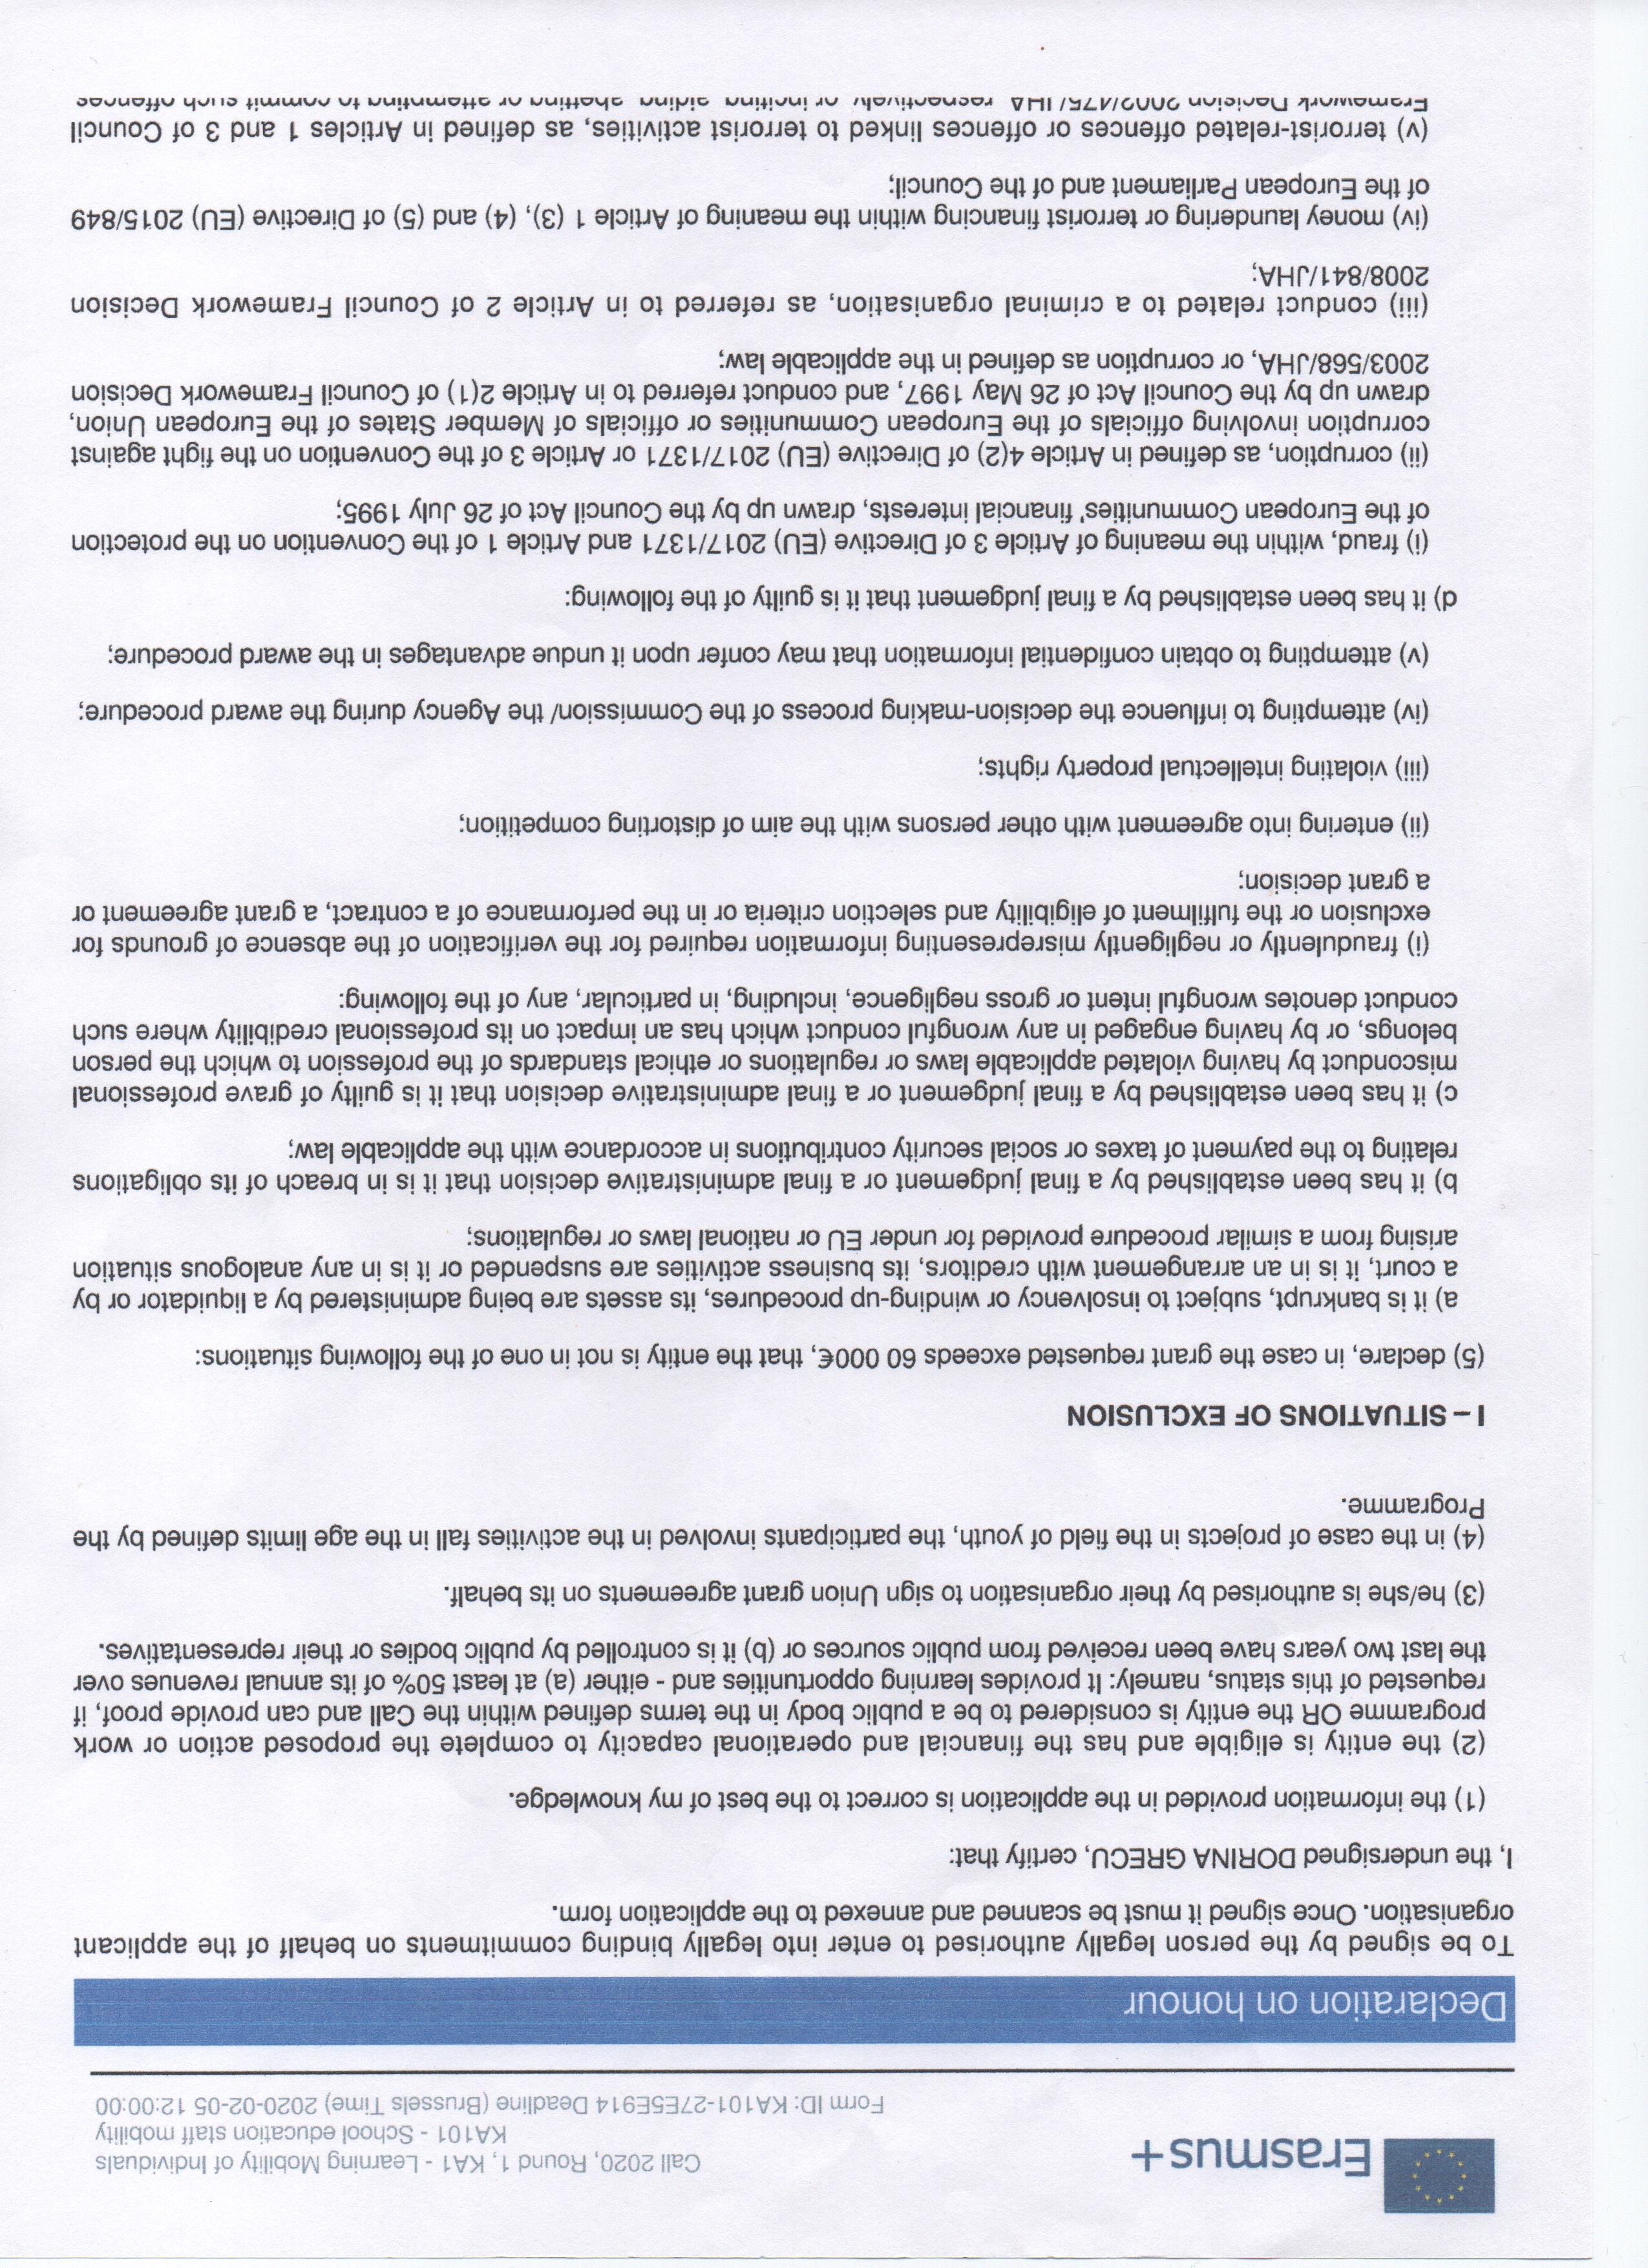 Erasmus+
Call 2020, Round 1, KA1 - Learning Mobility of Individuals
KA101 - School education staff mobility
Form ID: KA101-27E5E914 Deadline (Brussels Time) 2020-02-05 12:00:00
Declaration on honour
To be signed by the person legally authorised to enter into legally binding commitments on behalf of the applicant
organisation. Once signed it must be scanned and annexed to the application form.
I, the undersigned DORINA GRECU, certify that:
(1) the information provided in the application is correct to the best of my knowledge.
(2) the entity is eligible and has the financial and operational capacity to complete the proposed action or work
programme OR the entity is considered to be a public body in the terms defined within the Call and can provide proof, if
requested of this status, namely: It provides learning opportunities and - either (a) at least 50% of its annual revenues over
the last two years have been received from public sources or (b) it is controlled by public bodies or their representatives.
(3) he/she is authorised by their organisation to sign Union grant agreements on its behalf.
(4) in the case of projects in the field of youth, the participants involved in the activities fall in the age limits defined by the
Programme.
I – SITUATIONS OF EXCLUSION
(5) declare, in case the grant requested exceeds 60 000€, that the entity is not in one of the following situations:
a) it is bankrupt, subject to insolvency or winding-up procedures, its assets are being administered by a liquidator or by
a court, it is in an arrangement with creditors, its business activities are suspended or it is in any analogous situation
arising from a similar procedure provided for under EU or national laws or regulations;
b) it has been established by a final judgement or a final administrative decision that it is in breach of its obligations
relating to the payment of taxes or social security contributions in accordance with the applicable law;
c) it has been established by a final judgement or a final administrative decision that it is guilty of grave professional
misconduct by having violated applicable laws or regulations or ethical standards of the profession to which the person
belongs, or by having engaged in any wrongful conduct which has an impact on its professional credibility where such
conduct denotes wrongful intent or gross negligence, including, in particular, any of the following:
(i) fraudulently or negligently misrepresenting information required for the verification of the absence of grounds for
exclusion or the fulfilment of eligibility and selection criteria or in the performance of a contract, a grant agreement or
a grant decision;
(ii) entering into agreement with other persons with the aim of distorting competition;
(iii) violating intellectual property rights;
(iv) attempting to influence the decision-making process of the Commission/ the Agency during the award procedure;
(v) attempting to obtain confidential information that may confer upon it undue advantages in the award procedure;
d) it has been established by a final judgement that it is guilty of the following:
(i) fraud, within the meaning of Article 3 of Directive (EU) 2017/1371 and Article 1 of the Convention on the protection
of the European Communities' financial interests, drawn up by the Council Act of 26 July 1995;
(ii) corruption, as defined in Article 4(2) of Directive (EU) 2017/1371 or Article 3 of the Convention on the fight against
corruption involving officials of the European Communities or officials of Member States of the European Union,
drawn up by the Council Act of 26 May 1997, and conduct referred to in Article 2(1) of Council Framework Decision
2003/568/JHA, or corruption as defined in the applicable law;
(iii) conduct related to a criminal organisation, as referred to in Article 2 of Council Framework Decision
2008/841/JHA;
(iv) money laundering or terrorist financing within the meaning of Article 1 (3), (4) and (5) of Directive (EU) 2015/849
of the European Parliament and of the Council;
(v) terrorist-related offences or offences linked to terrorist activities, as defined in Articles 1 and 3 of Council
Framework Decision 2002/475/JHA, respectively, or inciting, aiding, abetting or attempting to commit such offences,